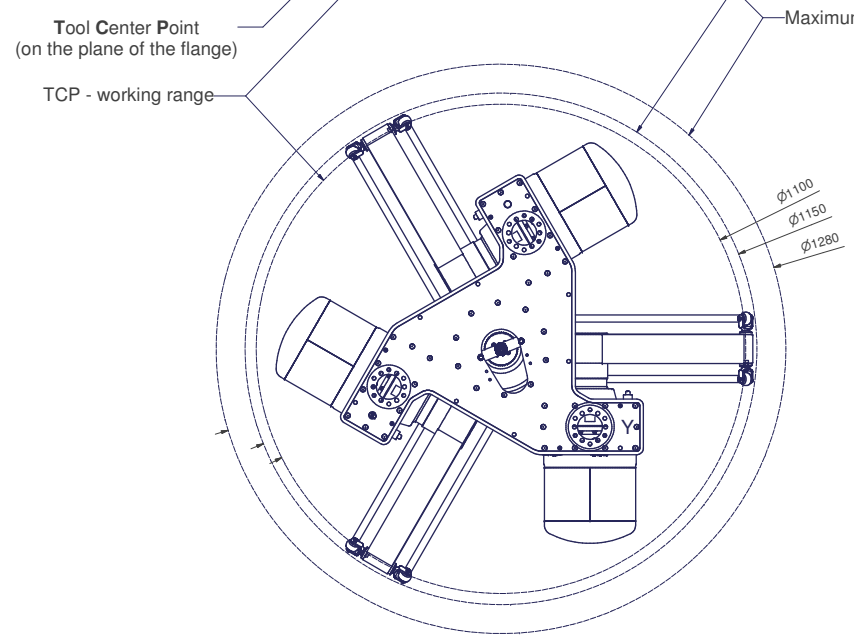 Tool Center Point
(on the plane of the flange)
Maximum
TCP - working range
Ø1100
Ø1150
Ø1280
Y